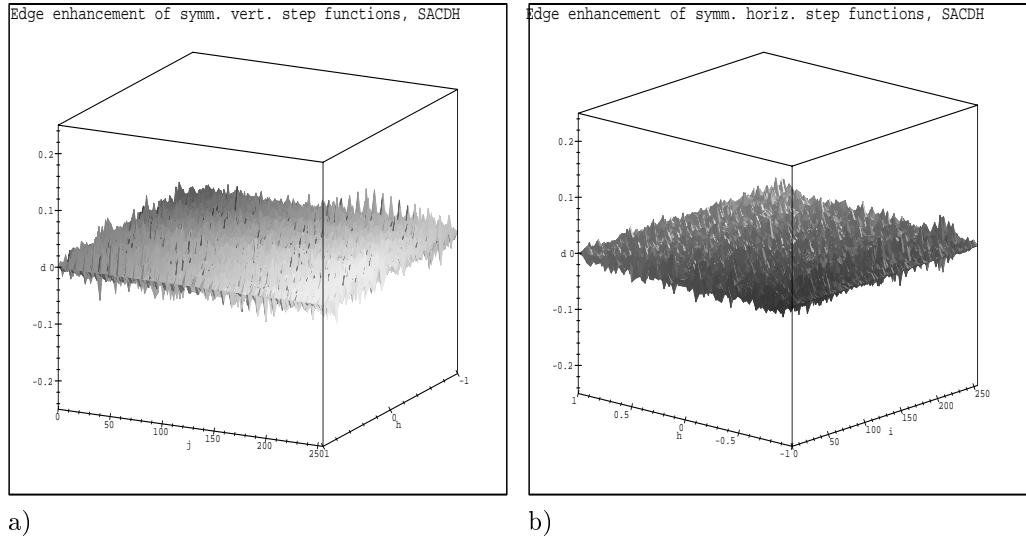 Edge enhancement of symm. vert. step functions, SACDH
0.2
0.1
d 0
-0.1
-0.2
0
50
100
150
200
2501
j
0
h
-1
a)
Edge enhancement of symm. horiz. step functions, SACDH
0.2
0.1
d 0
-0.1
-0.2
1
0.5
0
h
-0.5
-1 0
50
100
150
200
250
i
b)